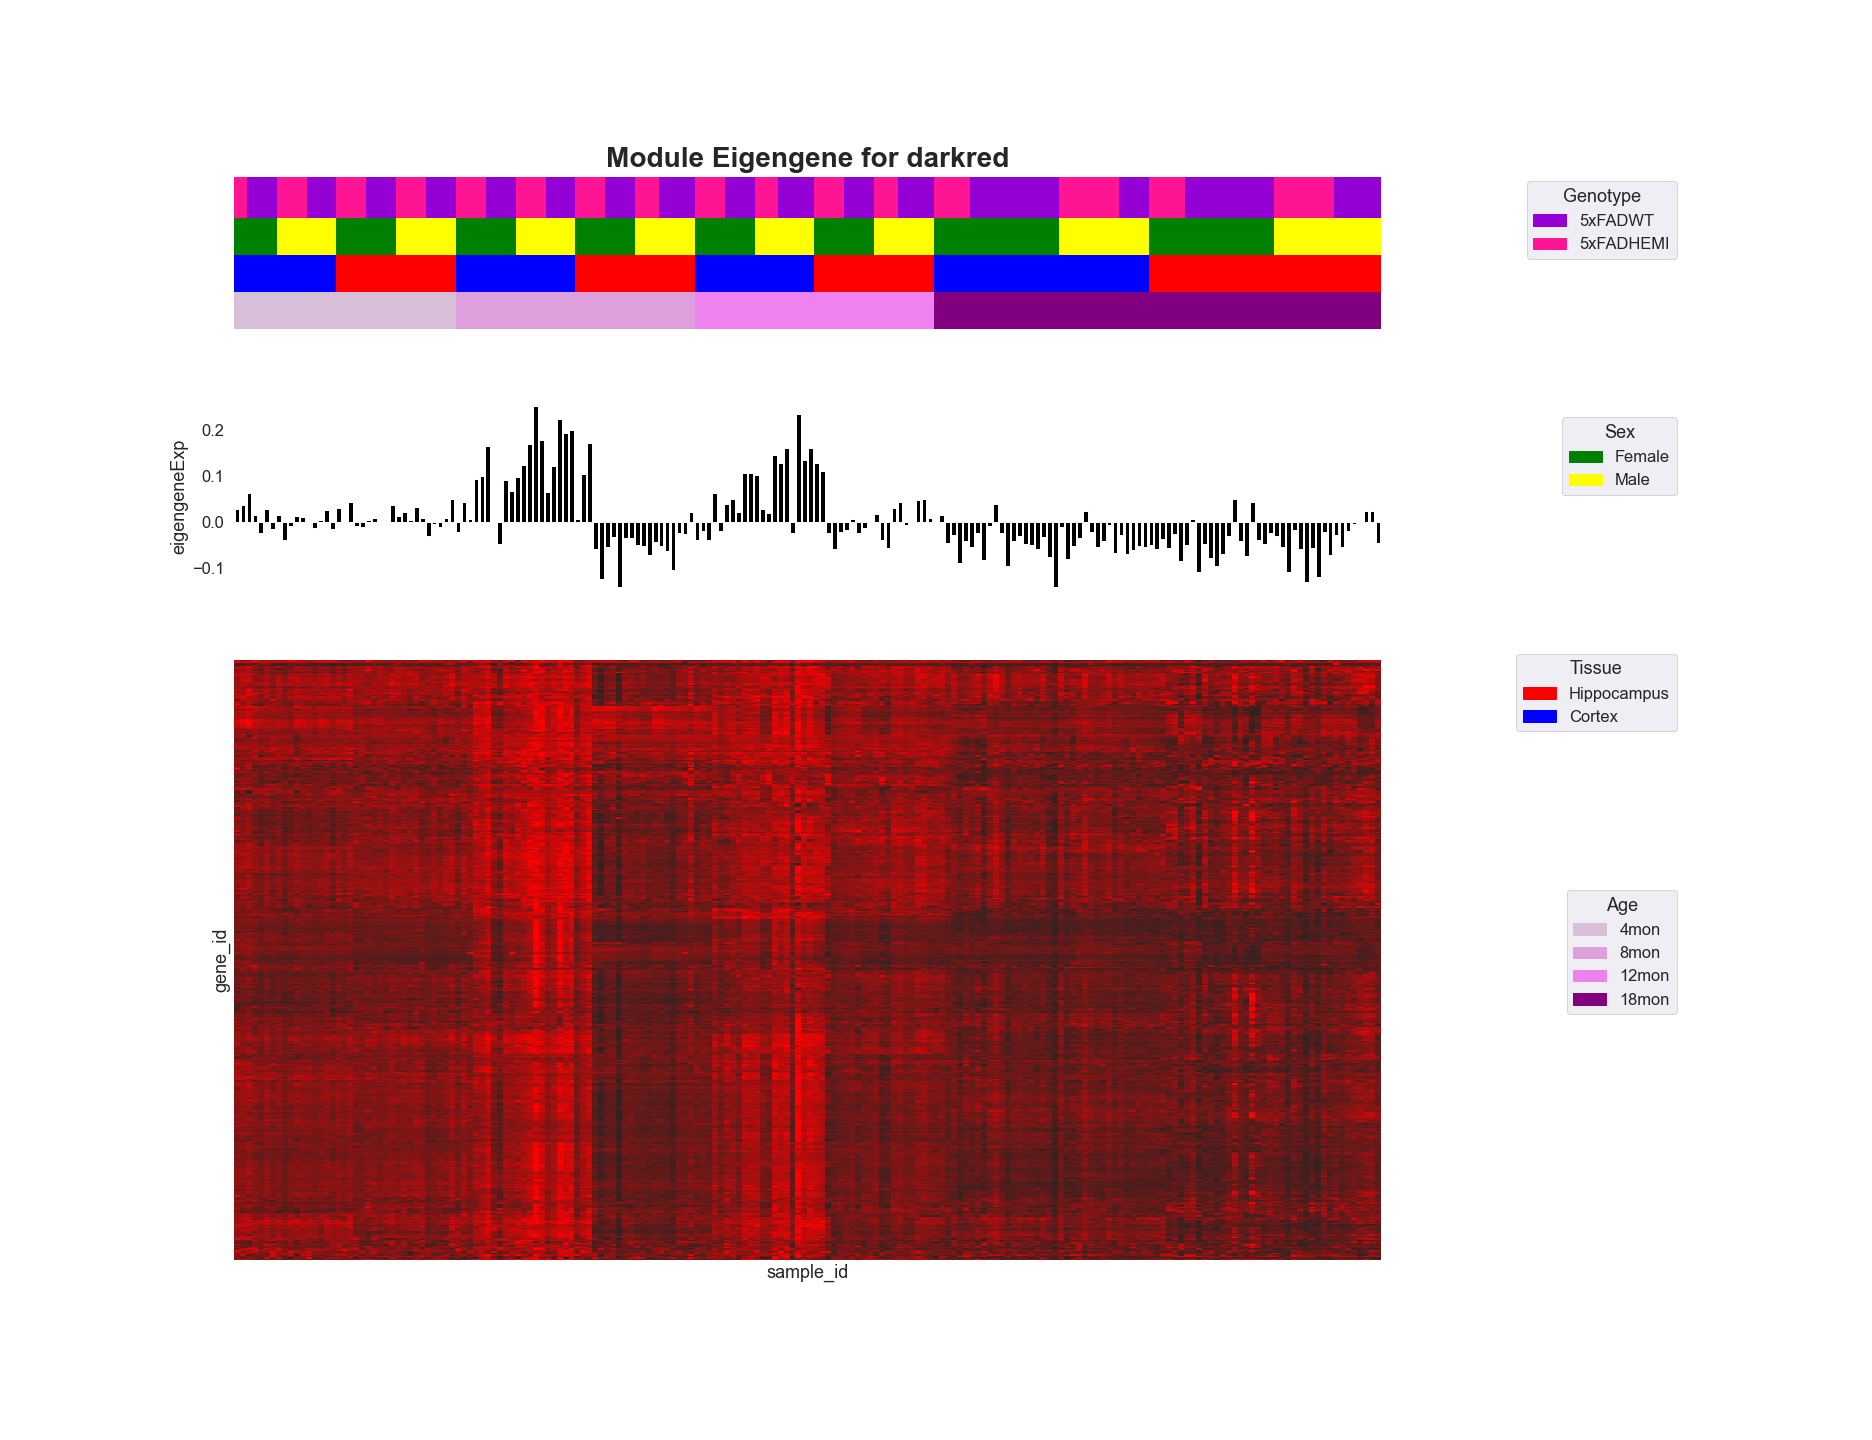 Module Eigengene for darkred
Genotype
5xFADWT
5xFADHEMI
eigengeneExp
0.2
0.1
0.0
−0.1
Sex
Female
Male
Tissue
Hippocampus
Cortex
gene_id
sample_id
Age
4mon
8mon
12mon
18mon